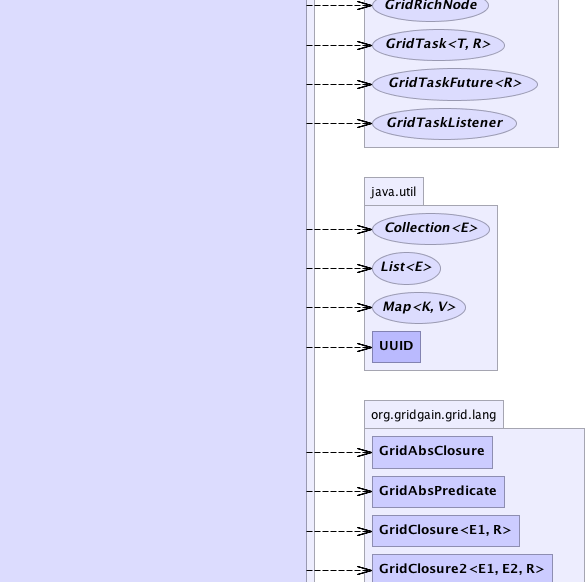 GridRichNode
GridTask<T, R>
GridTaskFuture<R>
GridTaskListener
java.util
Collection<E>
List<E>
Map<K, V>
UUID
org.gridgain.grid.lang
GridAbsClosure
GridAbsPredicate
GridClosure<E1, R>
GridClosure2<E1, E2, R>